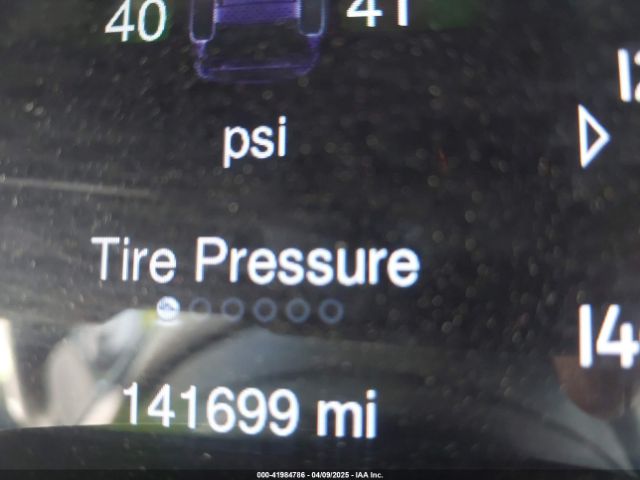 40 41
psi
Tire Pressure
141699 mi
000-41984786 - 04/09/2025 - IAA Inc.